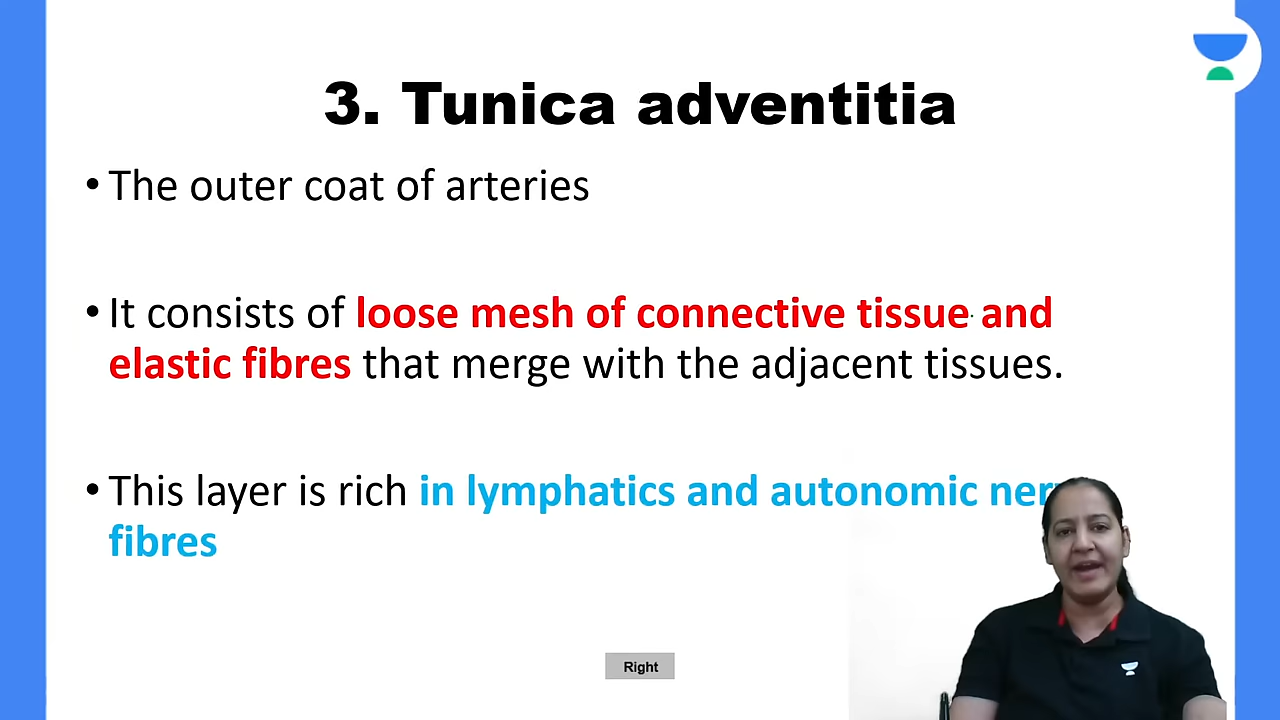 3. Tunica adventitia
• The outer coat of arteries
• It consists of loose mesh of connective tissue and
elastic fibres that merge with the adjacent tissues.
• This layer is rich in lymphatics and autonomic
fibres
Right